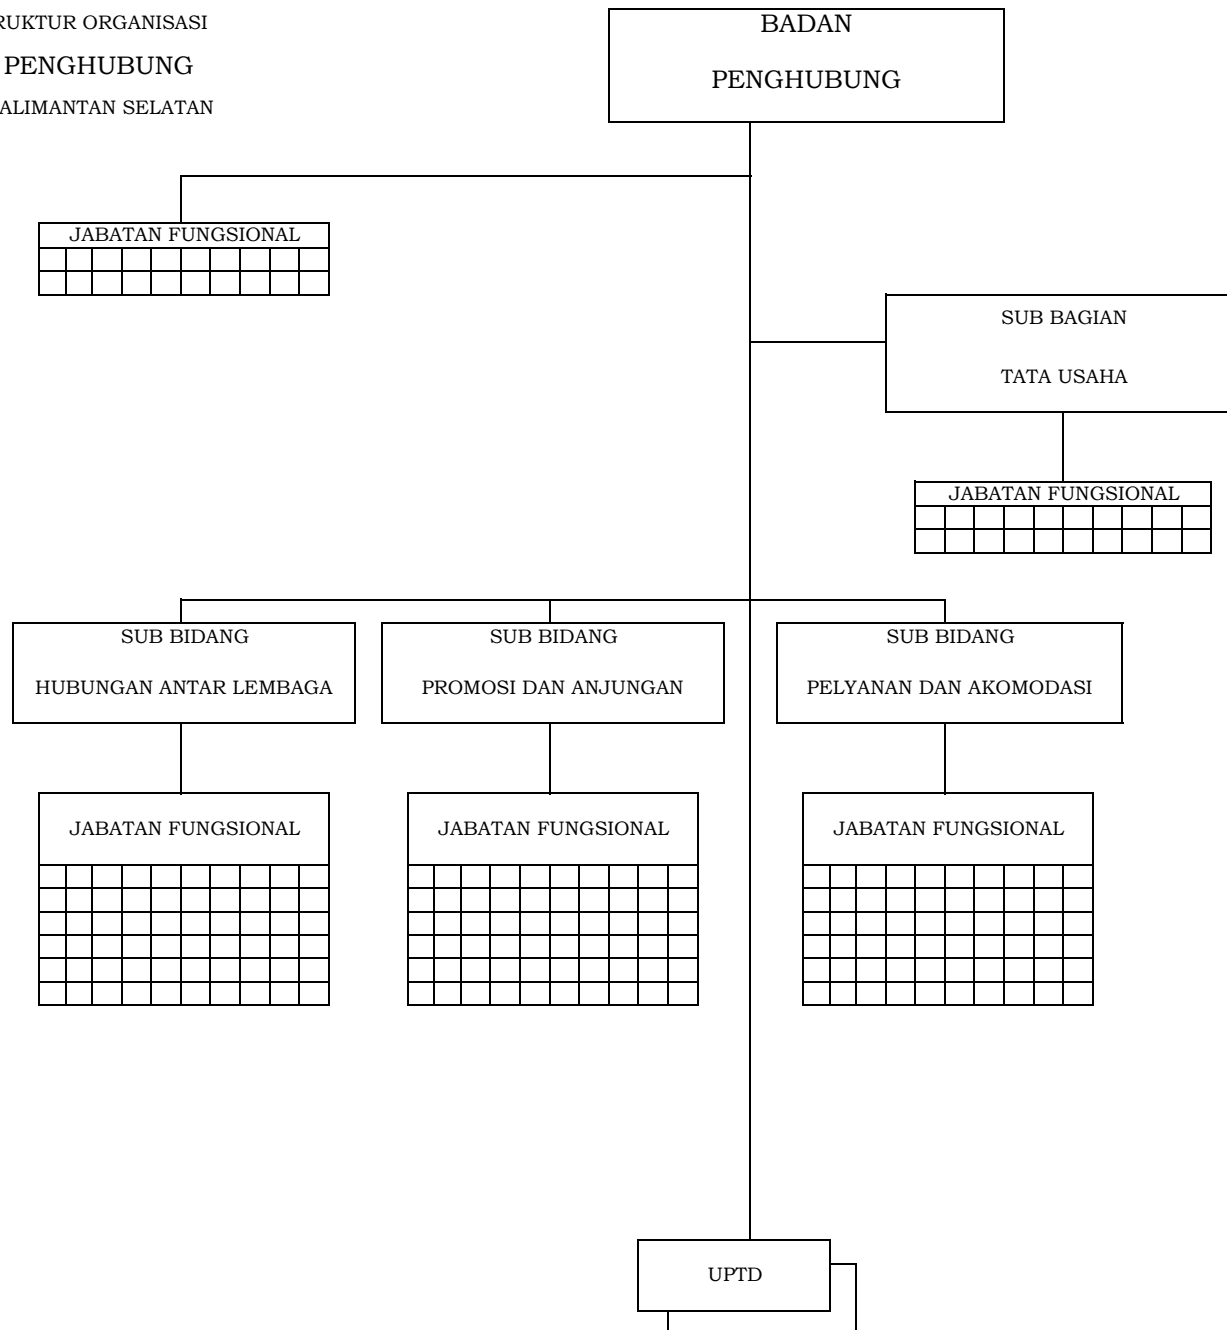 RUKTUR ORGANISASI
PENGHUBUNG
ALIMANTAN SELATAN
BADAN
PENGHUBUNG
JABATAN FUNGSIONAL
SUB BAGIAN
TATA USAHA
JABATAN FUNGSIONAL
SUB BIDANG
HUBUNGAN ANTAR LEMBAGA
SUB BIDANG
PROMOSI DAN ANJUNGAN
SUB BIDANG
PELYANAN DAN AKOMODASI
JABATAN FUNGSIONAL
JABATAN FUNGSIONAL
JABATAN FUNGSIONAL
UPTD